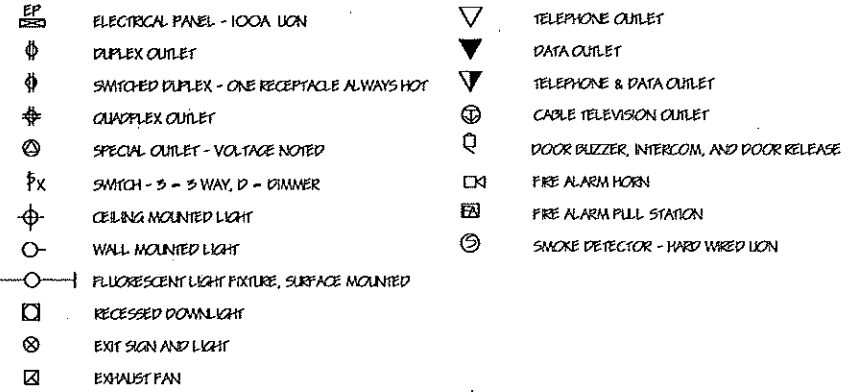 EP
ELECTRICAL PANEL - 100A UON
DUPLEX OUTLET
SWITCHED DUPLEX - ONE RECEPTACLE ALWAYS HOT
QUADPLEX OUTLET
SPECIAL OUTLET - VOLTAGE NOTED
X
SWITCH - 3 = 3 WAY, D = DIMMER
CEILING MOUNTED LIGHT
WALL MOUNTED LIGHT
FLUORESCENT LIGHT FIXTURE, SURFACE MOUNTED
RECESSED DOWNLIGHT
EXIT SIGN AND LIGHT
EXHAUST FAN
TELEPHONE OUTLET
DATA OUTLET
TELEPHONE & DATA OUTLET
T
CABLE TELEVISION OUTLET
DOOR BUZZER, INTERCOM, AND DOOR RELEASE
FIRE ALARM HORN
FA
FIRE ALARM PULL STATION
S
SMOKE DETECTOR - HARD WIRED UON